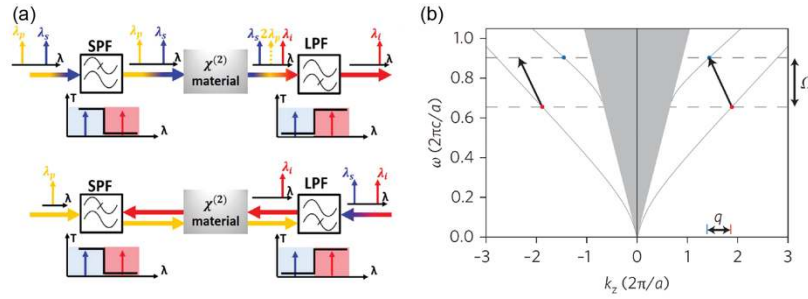 (a)
λp λs λ SPF λp λs λ χ(2) material λs 2λp λi λ LPF λi λ
T λ T λ
λp λ SPF χ(2) material λi λ LPF λs λi λ
T λ T λ
(b)
ω (2πc/a)
1.0
0.8
0.6
0.4
0.2
0.0
-3 -2 -1 0 1 2 3
kz (2π/a)
q
Ω